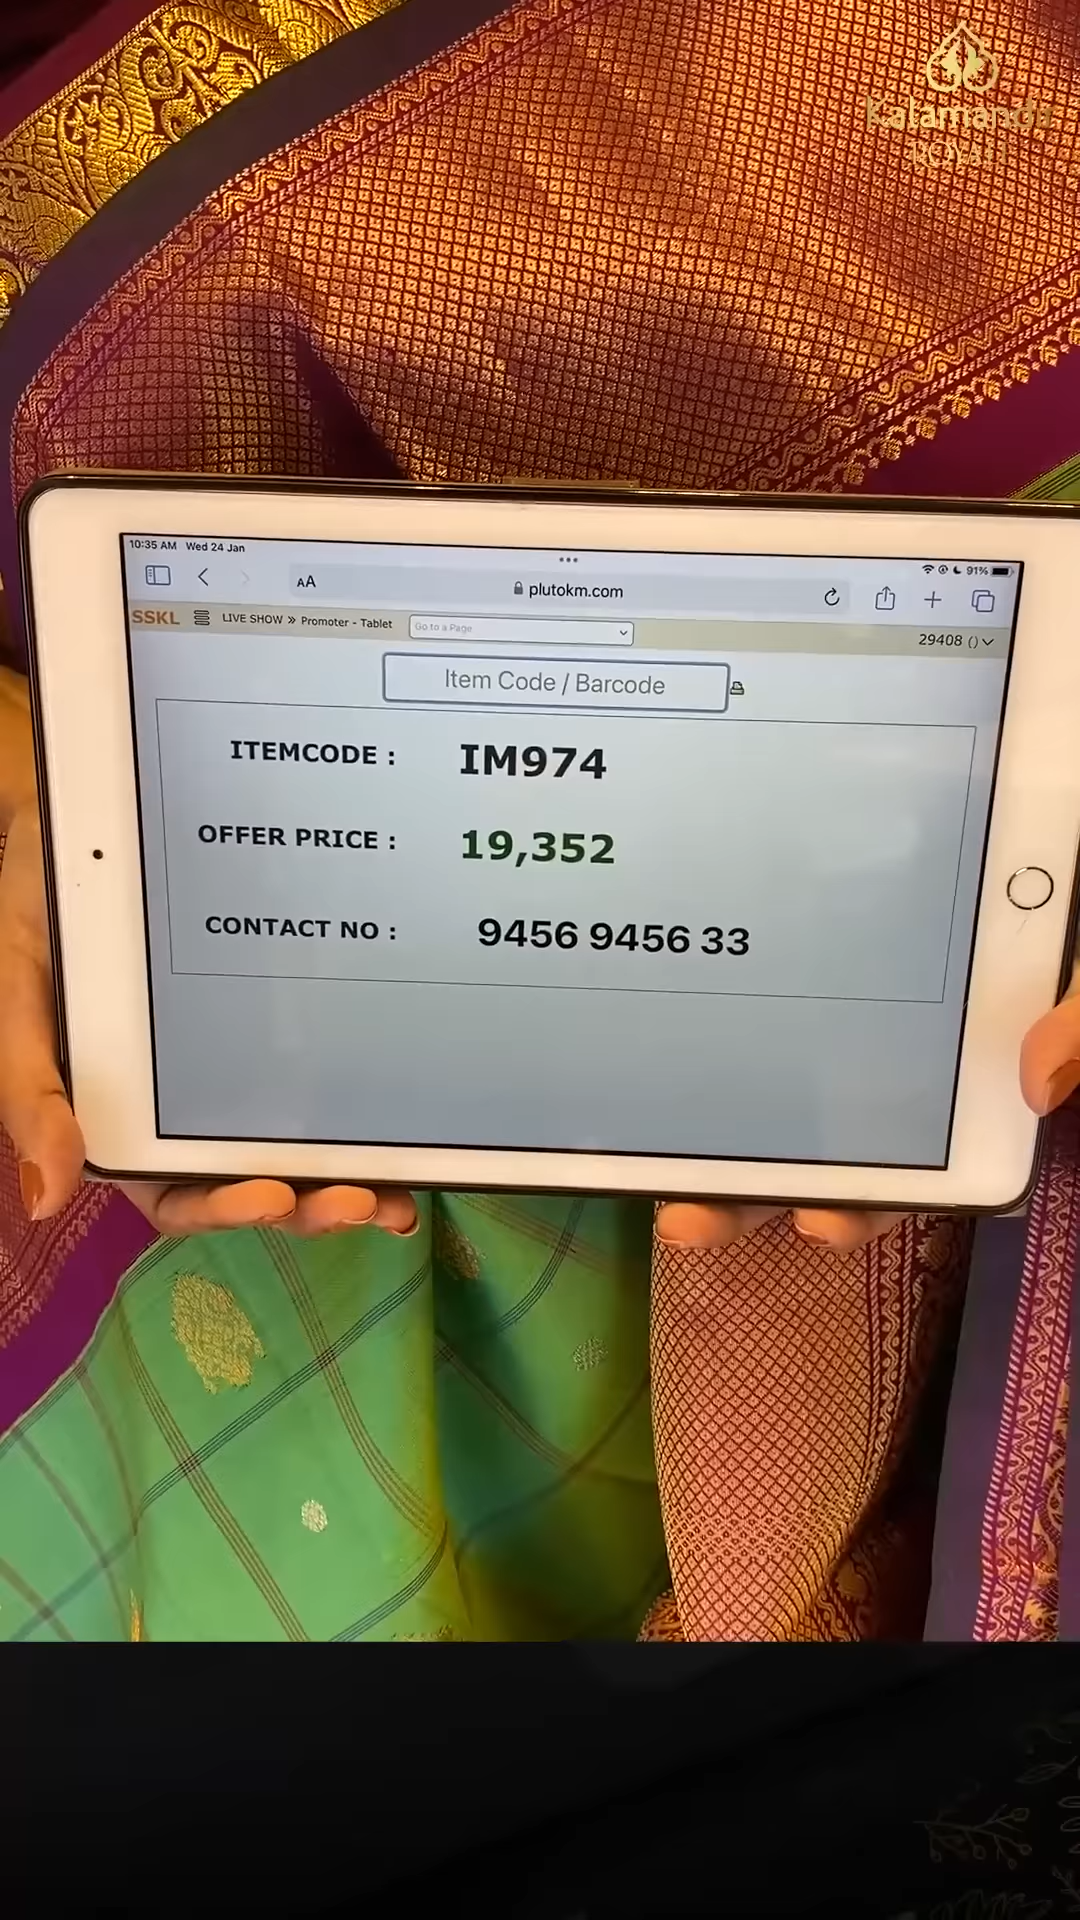 Kalamandir
ROYALE
10:35 AM Wed 24 Jan
91%
AA
plutokm.com
SSKL
LIVE SHOW » Promoter - Tablet
Go to a Page
29408 ()
Item Code / Barcode
ITEMCODE : IM974
OFFER PRICE : 19,352
CONTACT NO : 9456 9456 33